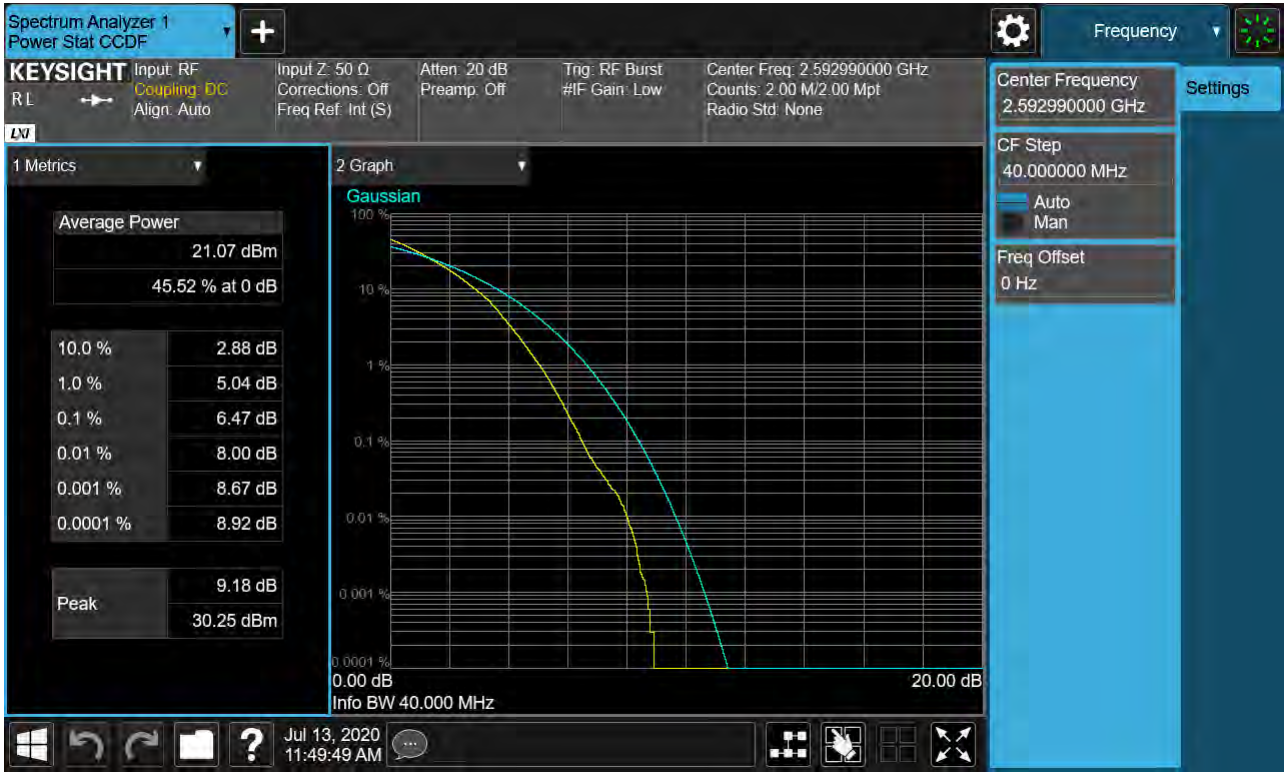 Spectrum Analyzer 1
Power Stat CCDF
+
Frequency
KEYSIGHT
R L
LXI
Input: RF
Coupling: DC
Align: Auto
Input Z: 50 Ω
Corrections: Off
Freq Ref: Int (S)
Atten: 20 dB
Preamp: Off
Trig: RF Burst
#IF Gain: Low
Center Freq: 2.592990000 GHz
Counts: 2.00 M/2.00 Mpt
Radio Std: None
Center Frequency
2.592990000 GHz
Settings
CF Step
40.000000 MHz
Auto
Man
Freq Offset
0 Hz
1 Metrics
Average Power
21.07 dBm
45.52 % at 0 dB
10.0 % 2.88 dB
1.0 % 5.04 dB
0.1 % 6.47 dB
0.01 % 8.00 dB
0.001 % 8.67 dB
0.0001 % 8.92 dB
Peak
9.18 dB
30.25 dBm
2 Graph
Gaussian
100 %
10 %
1 %
0.1 %
0.01 %
0.001 %
0.0001 %
0.00 dB 20.00 dB
Info BW 40.000 MHz
?
Jul 13, 2020
11:49:49 AM